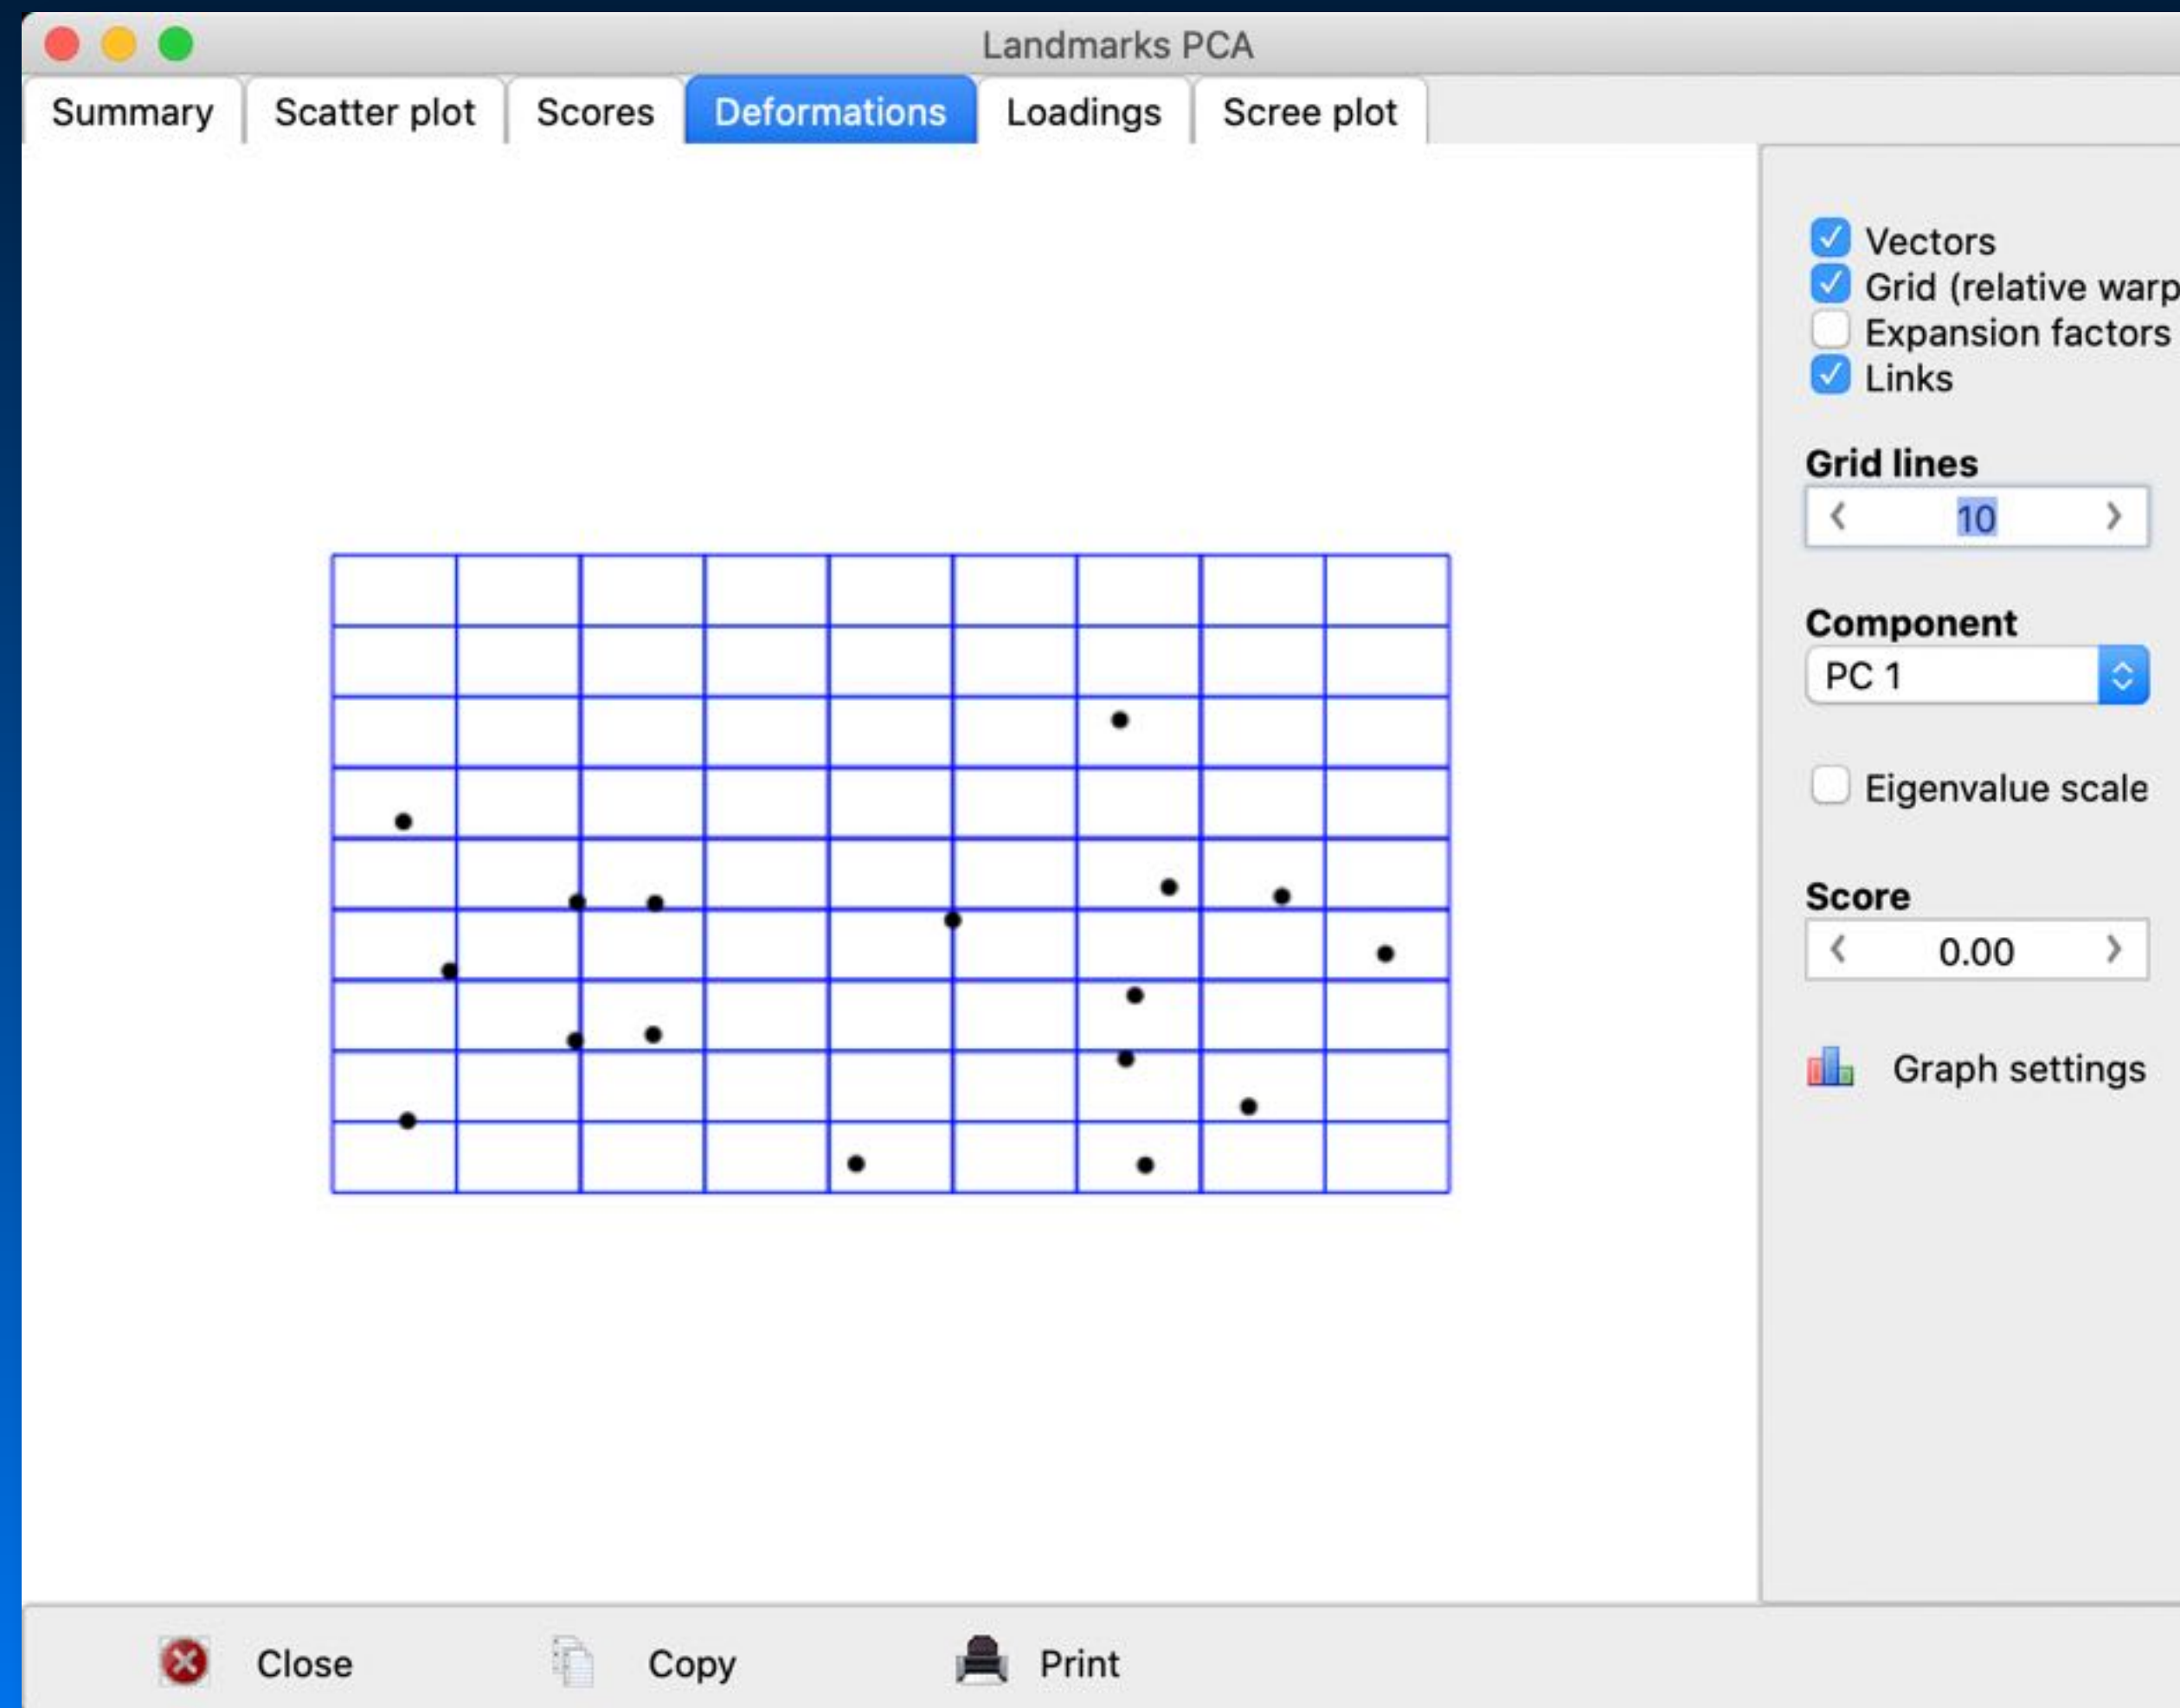 Landmarks PCA
Summary Scatter plot Scores Deformations Loadings Scree plot
Vectors
Grid (relative warp
Expansion factors
Links
Grid lines
10
Component
PC 1
Eigenvalue scale
Score
0.00
Graph settings
Close Copy Print